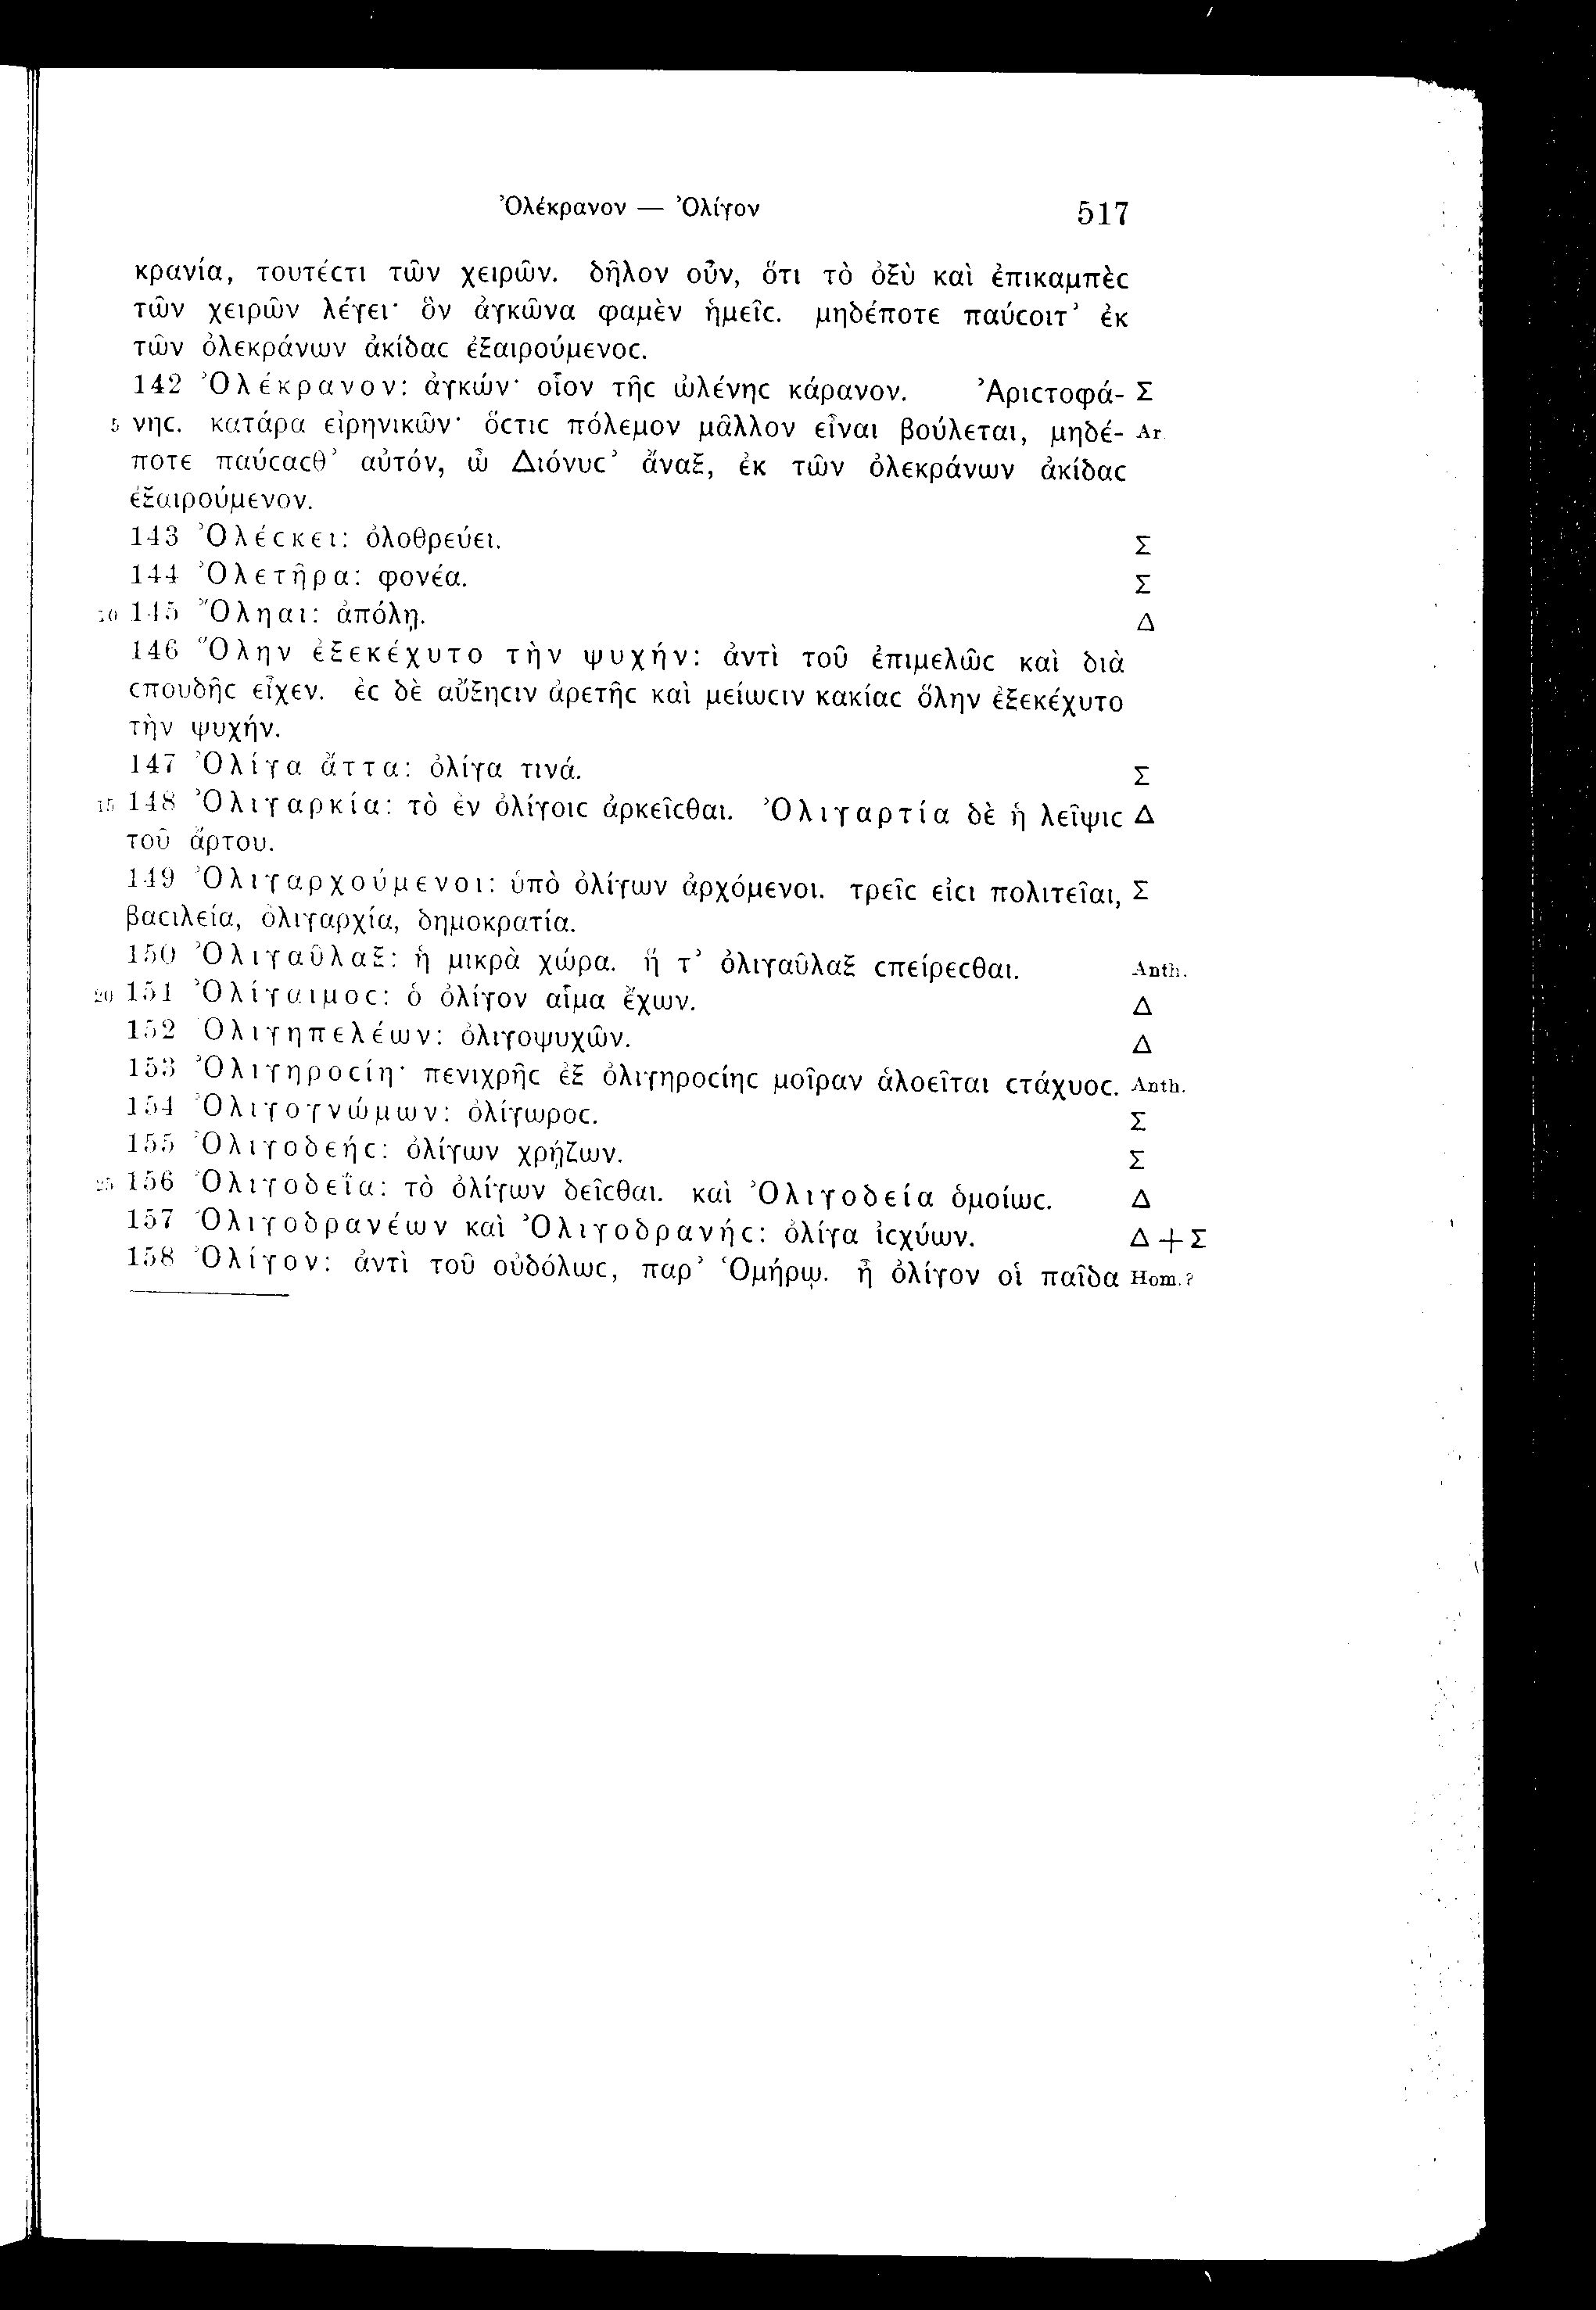 Ὀλέκρανον — Ὀλίγον 517
κρανία, τουτέϲτι τῶν χειρῶν. δῆλον οὖν, ὅτι τὸ ὀξὺ καὶ ἐπικαμπὲϲ
τῶν χειρῶν λέγει· ὃν ἀγκῶνα φαμὲν ἡμεῖϲ. μηδέποτε παύϲοιτ’ ἐκ
τῶν ὀλεκράνων ἀκίδαϲ ἐξαιρούμενοϲ.
142 Ὀλέκρανον: ἀγκών· οἷον τῆϲ ὠλένηϲ κάρανον. Ἀριϲτοφά- Σ
5 νηϲ. κατάρα εἰρηνικῶν· ὅϲτιϲ πόλεμον μᾶλλον εἶναι βούλεται, μηδέ- Ar.
ποτε παύϲαϲθ’ αὐτόν, ὦ Διόνυϲ’ ἄναξ, ἐκ τῶν ὀλεκράνων ἀκίδαϲ
ἐξαιρούμενον.
143 Ὀλέϲκει: ὀλοθρεύει. Σ
144 Ὀλετῆρα: φονέα. Σ
10 145 Ὄληαι: ἀπόλῃ. Δ
146 Ὅλην ἐξεκέχυτο τὴν ψυχήν: ἀντὶ τοῦ ἐπιμελῶϲ καὶ διὰ
ϲπουδῆϲ εἶχεν. ἐϲ δὲ αὔξηϲιν ἀρετῆϲ καὶ μείωϲιν κακίαϲ ὅλην ἐξεκέχυτο
τὴν ψυχήν.
147 Ὀλίγα ἄττα: ὀλίγα τινά. Σ
15 148 Ὀλιγαρκία: τὸ ἐν ὀλίγοιϲ ἀρκεῖϲθαι. Ὀλιγαρτία δὲ ἡ λεῖψιϲ Δ
τοῦ ἄρτου.
149 Ὀλιγαρχούμενοι: ὑπὸ ὀλίγων ἀρχόμενοι. τρεῖϲ εἰϲι πολιτεῖαι, Σ
βαϲιλεία, ὀλιγαρχία, δημοκρατία.
150 Ὀλιγαῦλαξ: ἡ μικρὰ χώρα. ἥ τ’ ὀλιγαῦλαξ ϲπείρεϲθαι. Anth.
20 151 Ὀλίγαιμοϲ: ὁ ὀλίγον αἷμα ἔχων. Δ
152 Ὀλιγηπελέων: ὀλιγοψυχῶν. Δ
153 Ὀλιγηροϲίη· πενιχρῆϲ ἐξ ὀλιγηροϲίηϲ μοῖραν ἁλοεῖται ϲτάχυοϲ. Anth.
154 Ὀλιγογνώμων: ὀλίγωροϲ. Σ
155 Ὀλιγοδεήϲ: ὀλίγων χρῄζων. Σ
25 156 Ὀλιγοδεΐα: τὸ ὀλίγων δεῖϲθαι. καὶ Ὀλιγοδεία ὁμοίωϲ. Δ
157 Ὀλιγοδρανέων καὶ Ὀλιγοδρανήϲ: ὀλίγα ἰϲχύων. Δ + Σ
158 Ὀλίγον: ἀντὶ τοῦ οὐδόλωϲ, παρ’ Ὁμήρῳ. ἦ ὀλίγον οἱ παῖδα Hom.?